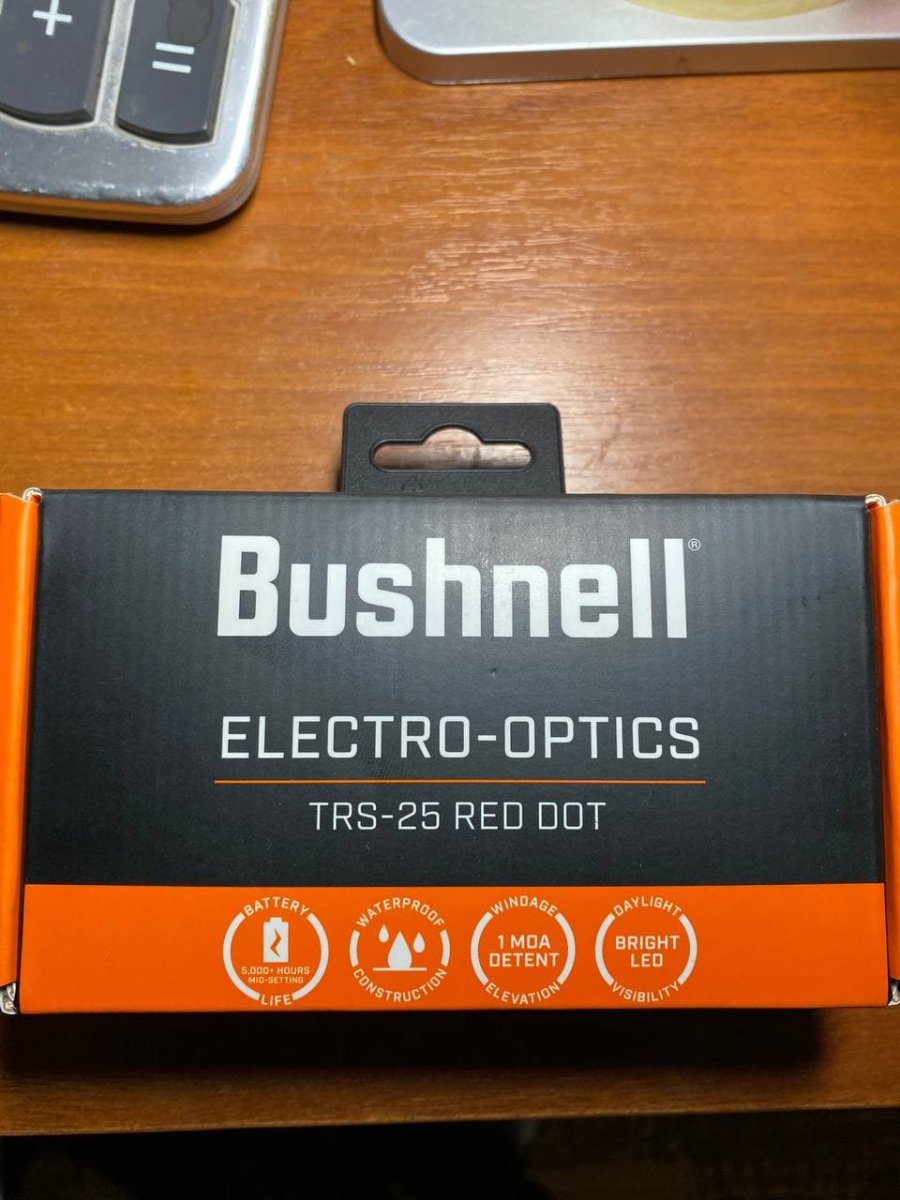 +
=
Bushnell®
ELECTRO-OPTICS
TRS-25 RED DOT
BATTERY
5,000+ HOURS
MID-SETTING
LIFE
WATERPROOF
CONSTRUCTION
WINDAGE
1 MOA
DETENT
ELEVATION
DAYLIGHT
BRIGHT
LED
VISIBILITY